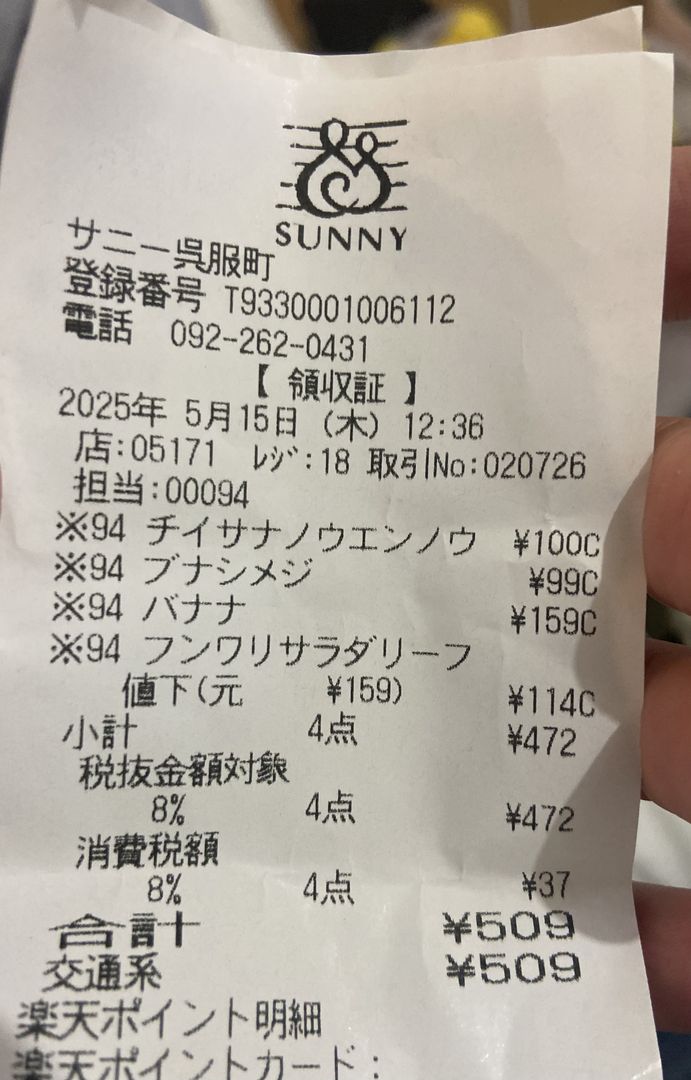 SUNNY
サニー呉服町
登録番号 T9330001006112
電話 092-262-0431
【 領収証 】
2025年 5月15日 (木) 12:36
店:05171 ﾚｼﾞ:18 取引No:020726
担当:00094
※94 チイサナノウエンノウ ¥100C
※94 ブナシメジ ¥99C
※94 バナナ ¥159C
※94 フンワリサラダリーフ
値下(元 ¥159) ¥114C
小計 4点 ¥472
税抜金額対象
8% 4点 ¥472
消費税額
8% 4点 ¥37
合計 ¥509
交通系 ¥509
楽天ポイント明細
楽天ポイントカード: